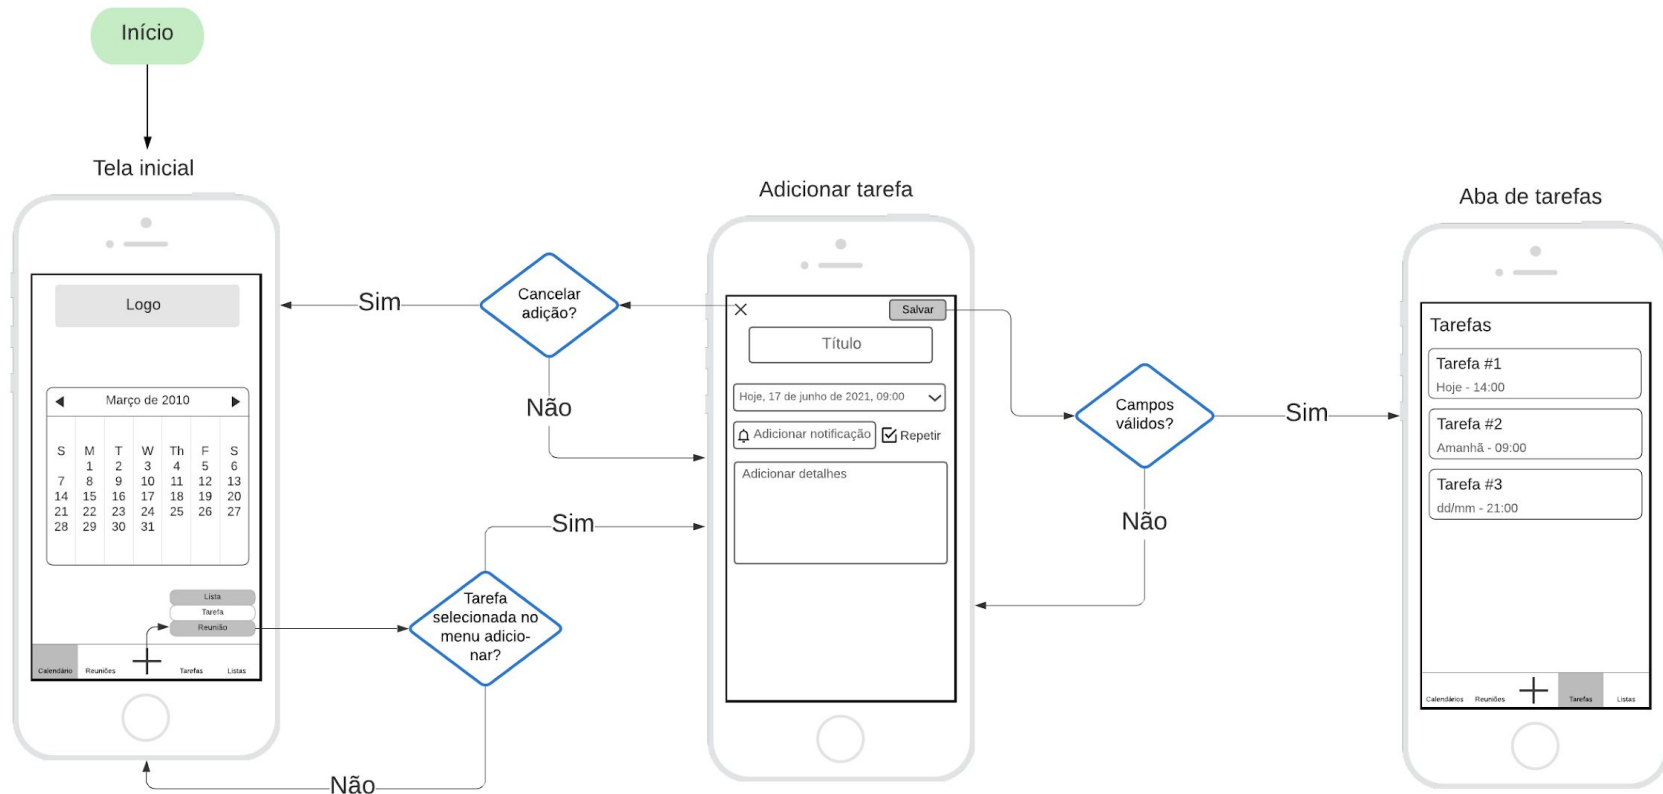 Início
Tela inicial
Logo
Março de 2010
S M T W Th F S
1 2 3 4 5 6
7 8 9 10 11 12 13
14 15 16 17 18 19 20
21 22 23 24 25 26 27
28 29 30 31
Lista
Tarefa
Reunião
Calendário Reuniões Tarefas Listas
Cancelar
adição?
Sim
Não
Tarefa
selecionada no
menu adicio-
nar?
Sim
Não
Adicionar tarefa
Salvar
Título
Hoje, 17 de junho de 2021, 09:00
Adicionar notificação Repetir
Adicionar detalhes
Campos
válidos?
Sim
Não
Aba de tarefas
Tarefas
Tarefa #1
Hoje - 14:00
Tarefa #2
Amanhã - 09:00
Tarefa #3
dd/mm - 21:00
Calendários Reuniões Tarefas Listas